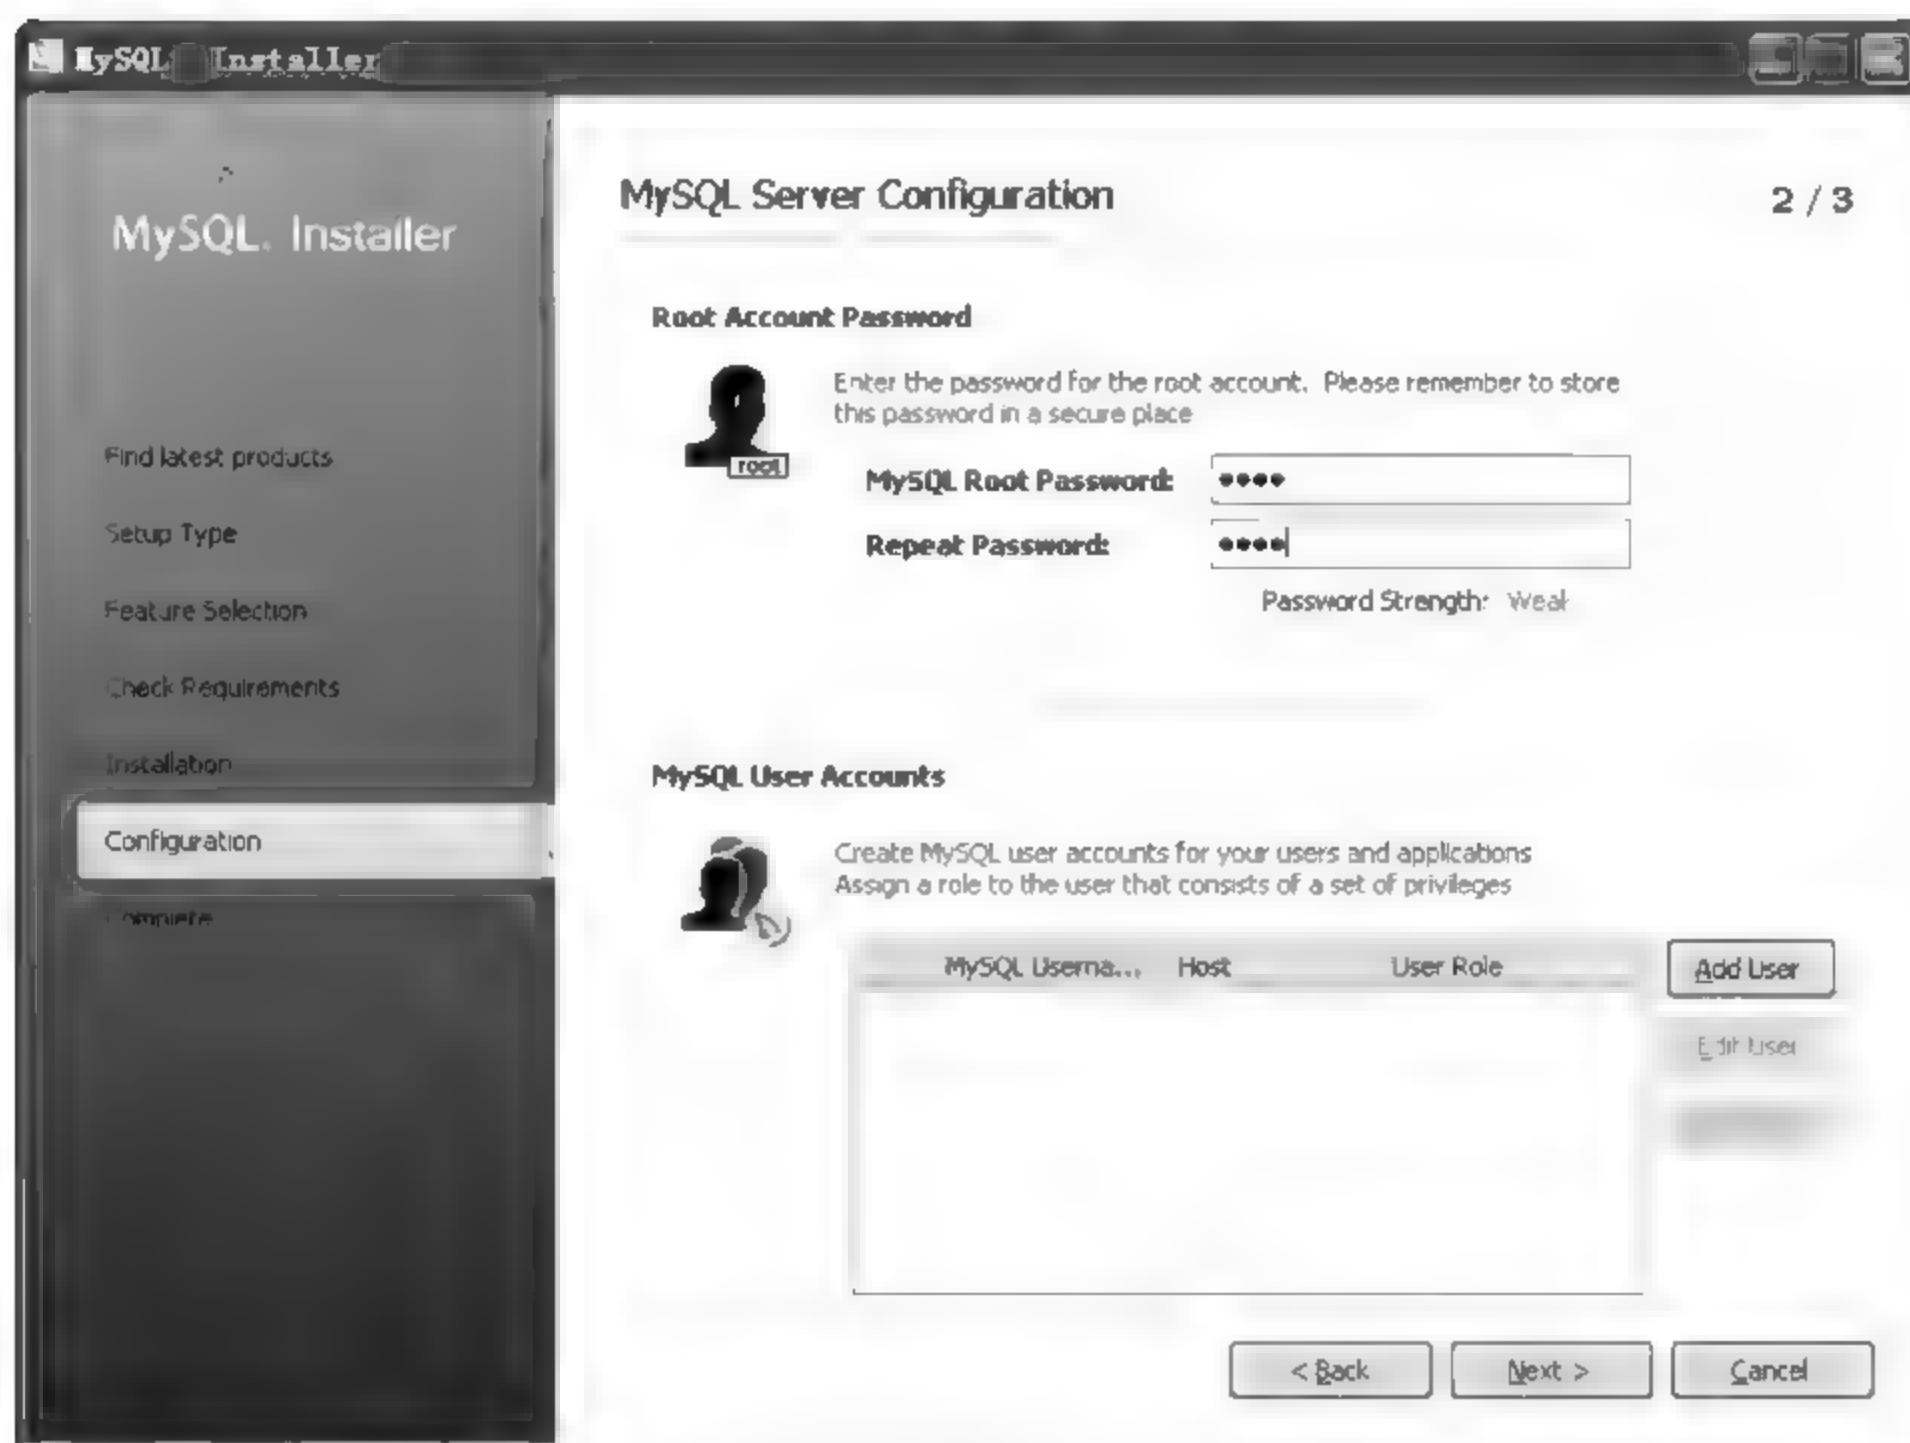 MySQL Installer
MySQL. Installer
Find latest products
Setup Type
Feature Selection
Check Requirements
Installation
Configuration
Complete
MySQL Server Configuration
2 / 3
Root Account Password
Enter the password for the root account. Please remember to store
this password in a secure place
root
MySQL Root Password:
Repeat Password:
Password Strength: Weak
MySQL User Accounts
Create MySQL user accounts for your users and applications
Assign a role to the user that consists of a set of privileges
MySQL Userna... Host User Role
Add User
Edit User
< Back Next > Cancel